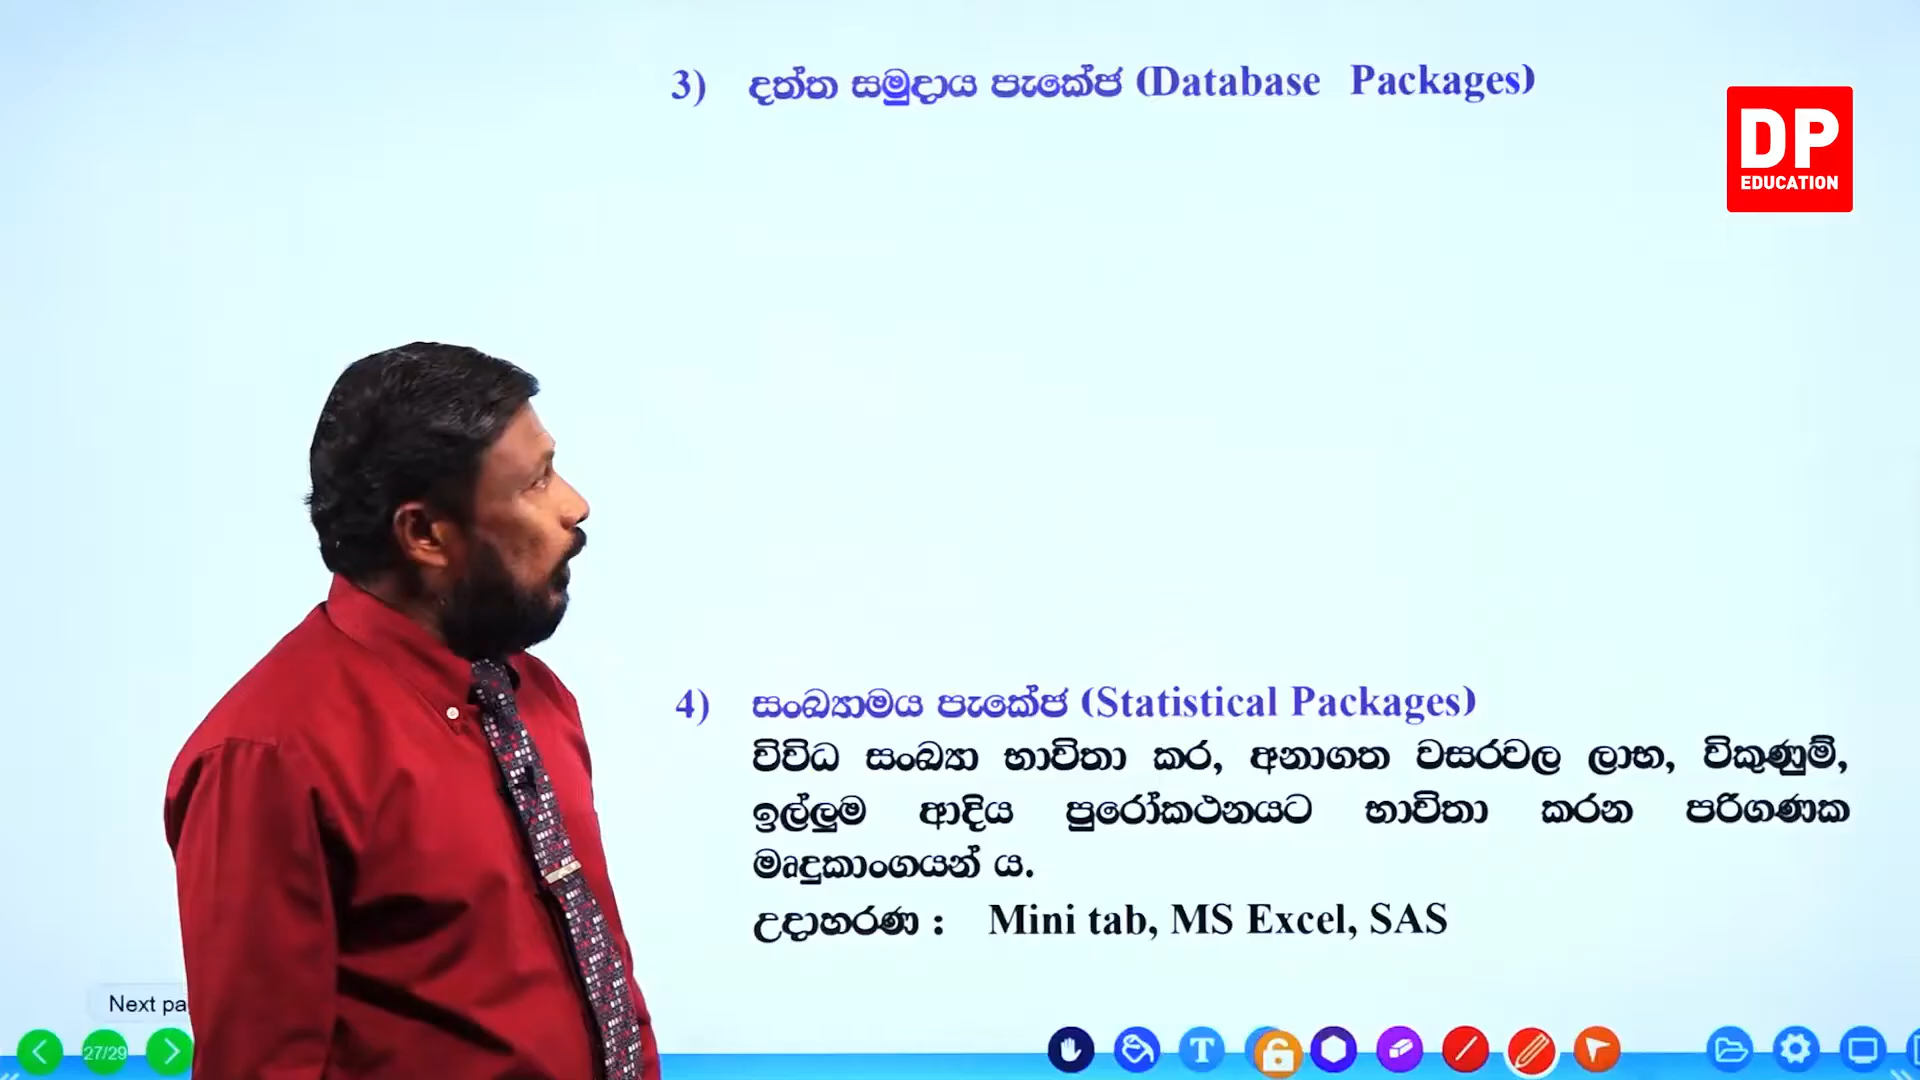 3) දත්ත සමුදාය පැකේජ (Database Packages)
DP
EDUCATION
4) සංඛ්‍යාමය පැකේජ (Statistical Packages)
විවිධ සංඛ්‍යා භාවිතා කර, අනාගත වසරවල ලාභ, විකුණුම්,
ඉල්ලුම ආදිය පුරෝකථනයට භාවිතා කරන පරිගණක
මෘදුකාංගයන් ය.
උදාහරණ : Mini tab, MS Excel, SAS
Next pa
27/29
T